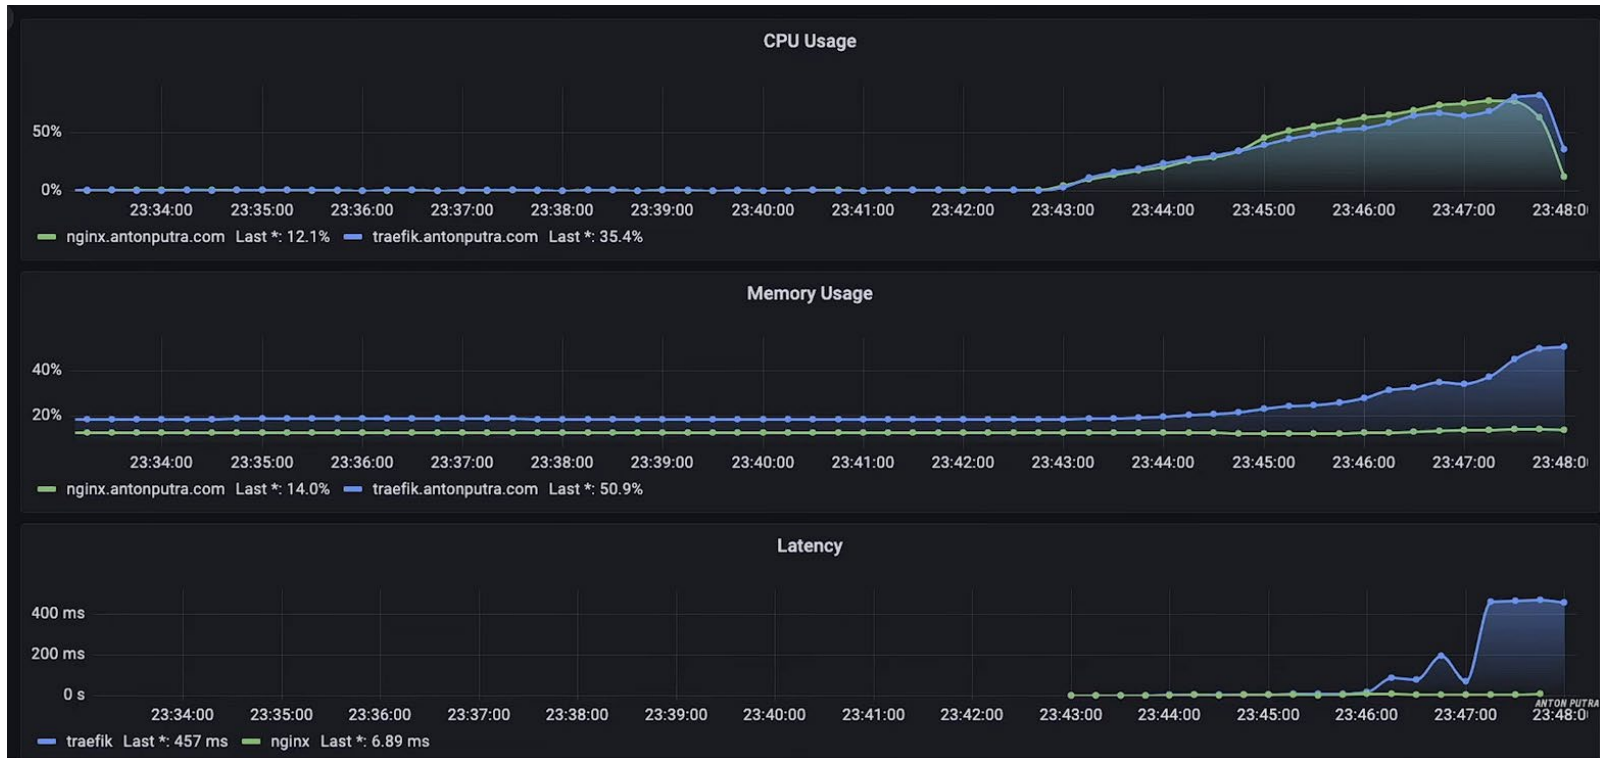 CPU Usage
50%
0%
23:34:00 23:35:00 23:36:00 23:37:00 23:38:00 23:39:00 23:40:00 23:41:00 23:42:00 23:43:00 23:44:00 23:45:00 23:46:00 23:47:00 23:48:0
nginx.antonputra.com Last *: 12.1% traefik.antonputra.com Last *: 35.4%
Memory Usage
40%
20%
23:34:00 23:35:00 23:36:00 23:37:00 23:38:00 23:39:00 23:40:00 23:41:00 23:42:00 23:43:00 23:44:00 23:45:00 23:46:00 23:47:00 23:48:0
nginx.antonputra.com Last *: 14.0% traefik.antonputra.com Last *: 50.9%
Latency
400 ms
200 ms
0 s
ANTON PUTRA
23:34:00 23:35:00 23:36:00 23:37:00 23:38:00 23:39:00 23:40:00 23:41:00 23:42:00 23:43:00 23:44:00 23:45:00 23:46:00 23:47:00 23:48:0
traefik Last *: 457 ms nginx Last *: 6.89 ms